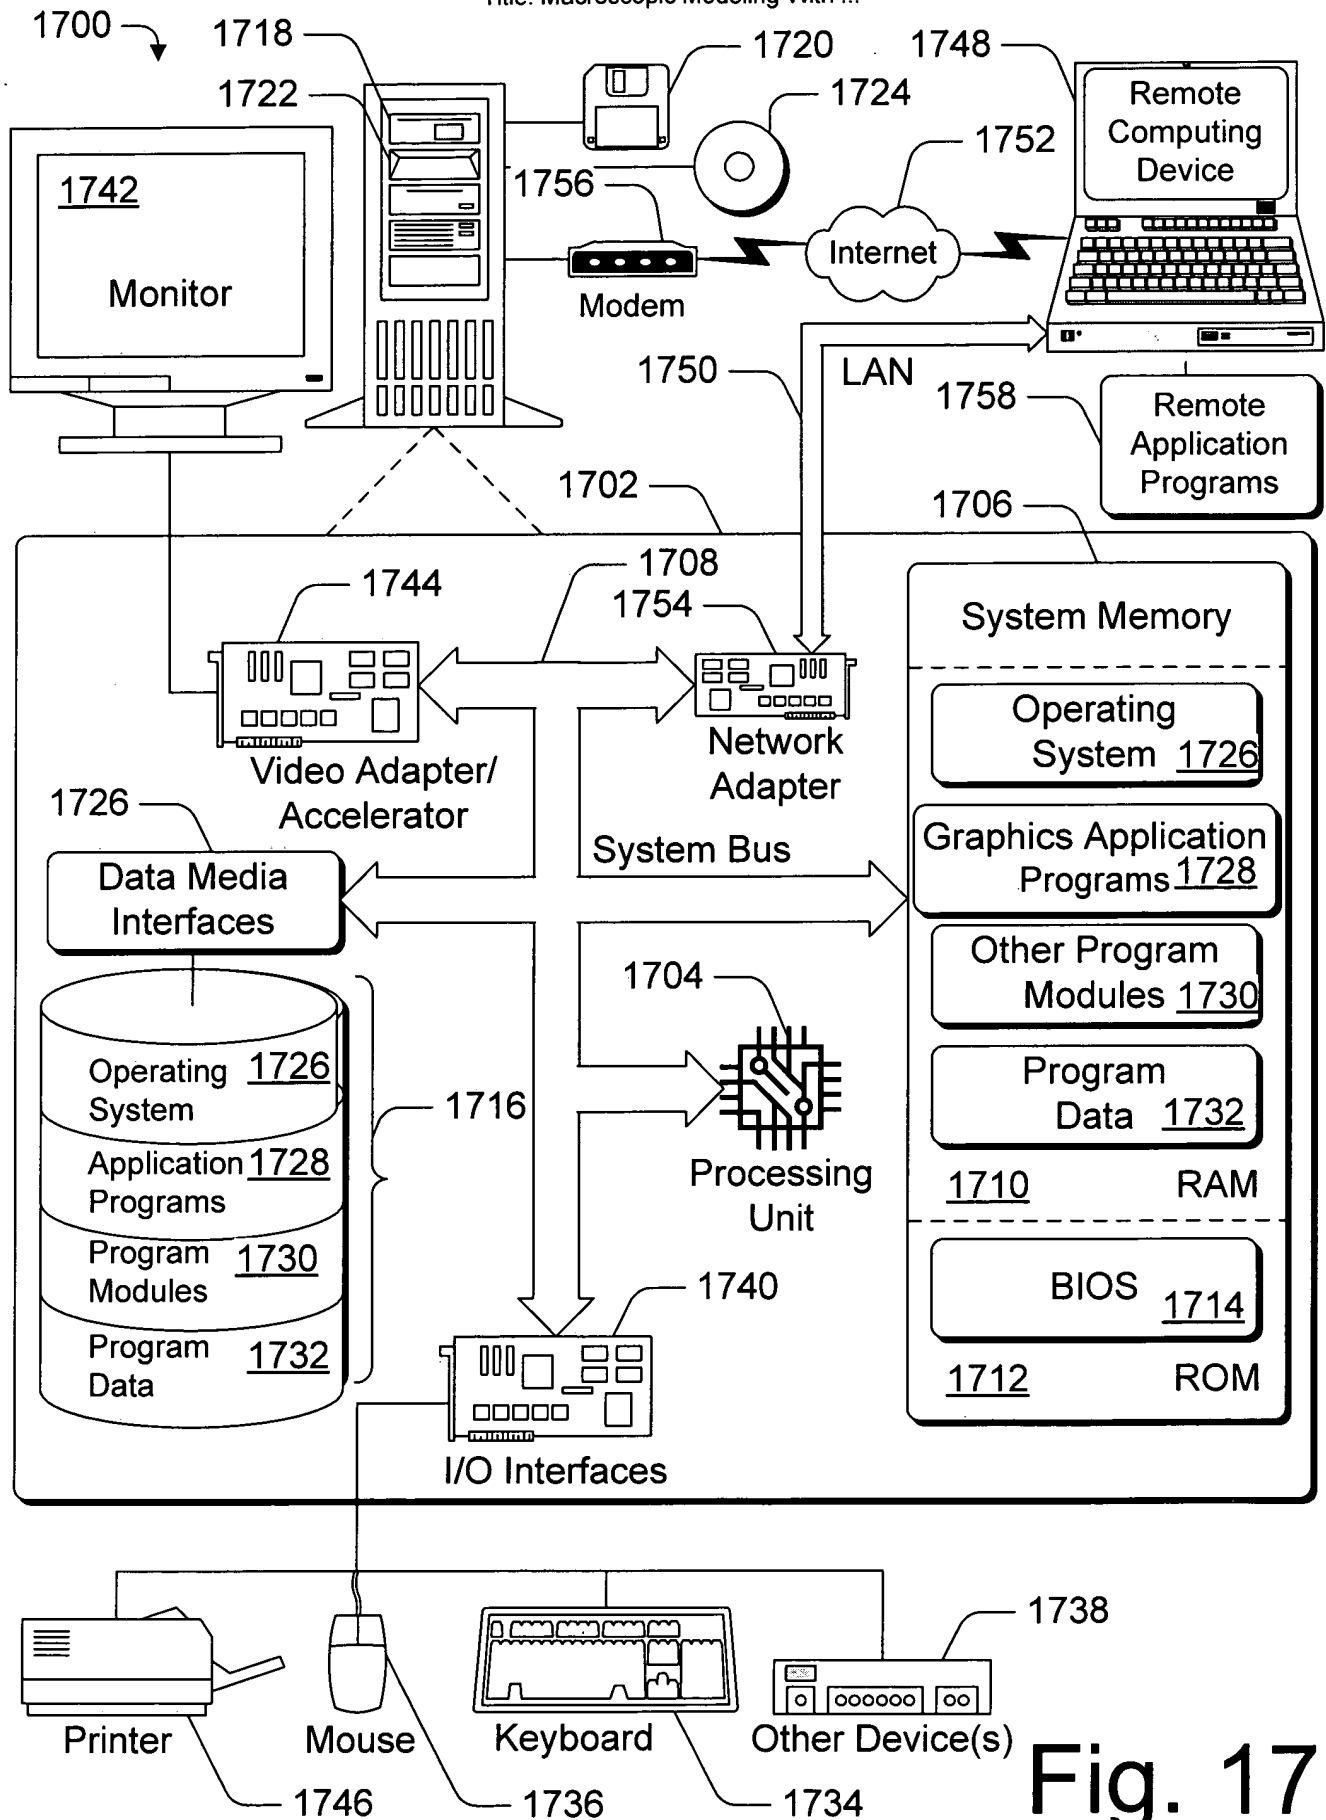 Title: Macroscopic Modeling With ...
1700
1718
1720
1748
1722
1724
Remote
Computing
Device
1752
1742
1756
Internet
Monitor
Modem
1750
LAN
1758
Remote
Application
Programs
1702
1706
1708
1744
1754
System Memory
Operating
System 1726
Network
Adapter
Video Adapter/
Accelerator
1726
Graphics Application
Programs 1728
System Bus
Data Media
Interfaces
Other Program
Modules 1730
1704
Operating
System 1726
1716
Program
Data 1732
Application
Programs 1728
Processing
Unit
1710 RAM
Program
Modules 1730
1740
BIOS
1714
Program
Data 1732
1712 ROM
I/O Interfaces
1738
Printer
Mouse
Keyboard
Other Device(s)
1746
1736
1734
Fig. 17